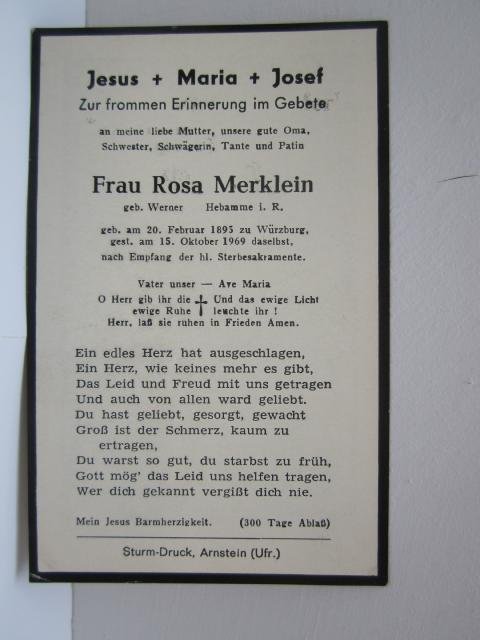 Jesus + Maria + Josef
Zur frommen Erinnerung im Gebete
an meine liebe Mutter, unsere gute Oma,
Schwester, Schwägerin, Tante und Patin
Frau Rosa Merklein
geb. Werner Hebamme i. R.
geb. am 20. Februar 1895 zu Würzburg,
gest. am 15. Oktober 1969 daselbst,
nach Empfang der hl. Sterbesakramente.
Vater unser — Ave Maria
O Herr gib ihr die Und das ewige Licht
ewige Ruhe leuchte ihr !
Herr, laß sie ruhen in Frieden Amen.
Ein edles Herz hat ausgeschlagen,
Ein Herz, wie keines mehr es gibt,
Das Leid und Freud mit uns getragen
Und auch von allen ward geliebt.
Du hast geliebt, gesorgt, gewacht
Groß ist der Schmerz, kaum zu
ertragen,
Du warst so gut, du starbst zu früh,
Gott mög' das Leid uns helfen tragen,
Wer dich gekannt vergißt dich nie.
Mein Jesus Barmherzigkeit. (300 Tage Ablaß)
Sturm-Druck, Arnstein (Ufr.)